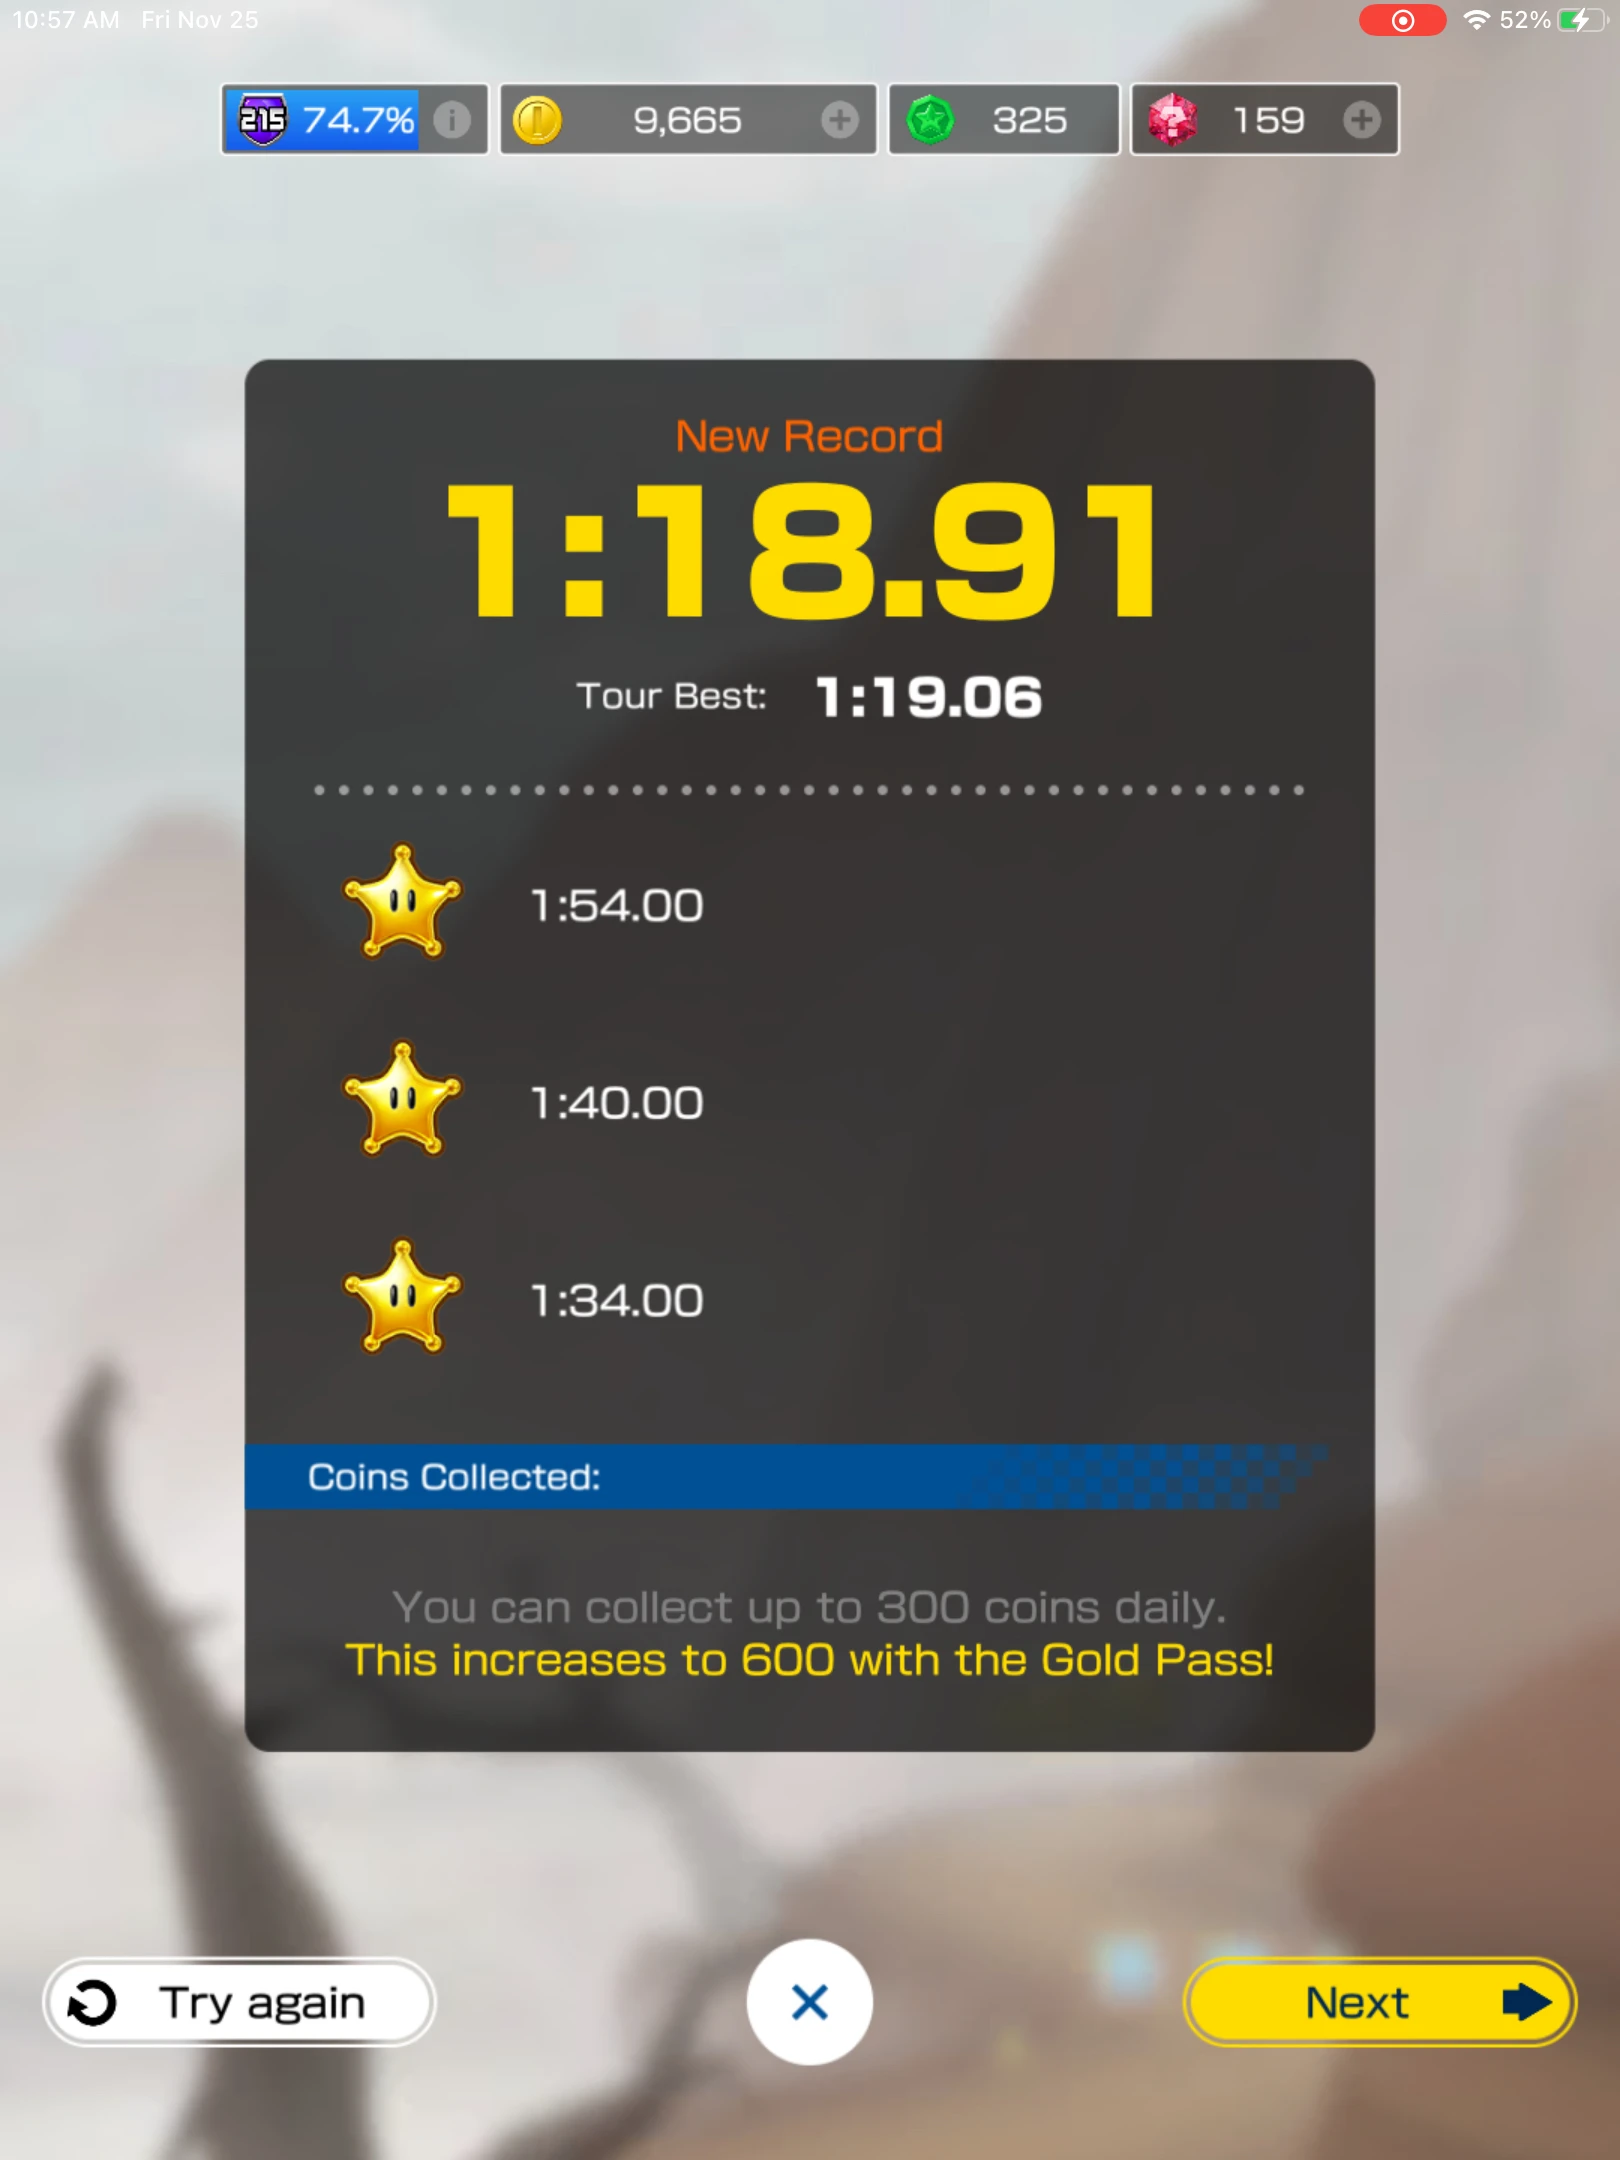 10:57 AM Fri Nov 25 52%
215 74.7% i 9,665 325 ? 159
New Record
1:18.91
Tour Best: 1:19.06
1:54.00
1:40.00
1:34.00
Coins Collected:
You can collect up to 300 coins daily.
This increases to 600 with the Gold Pass!
Try again
Next